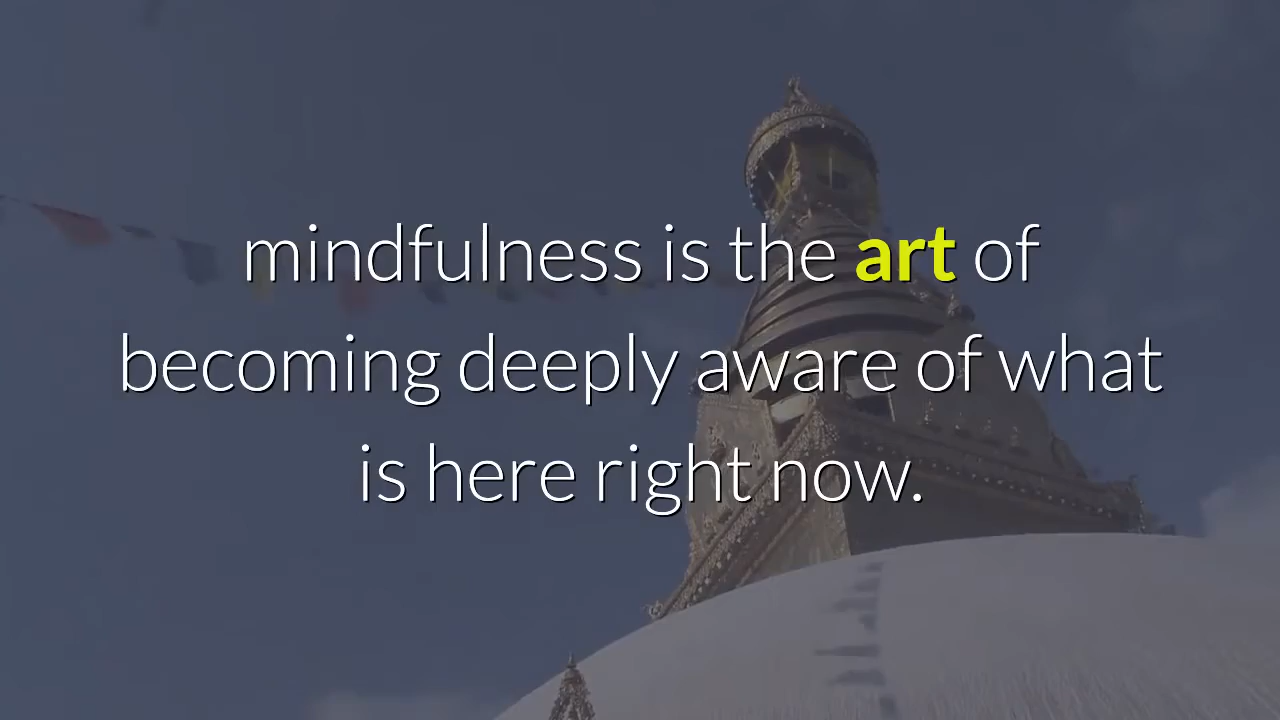 mindfulness is the art of
becoming deeply aware of what
is here right now.